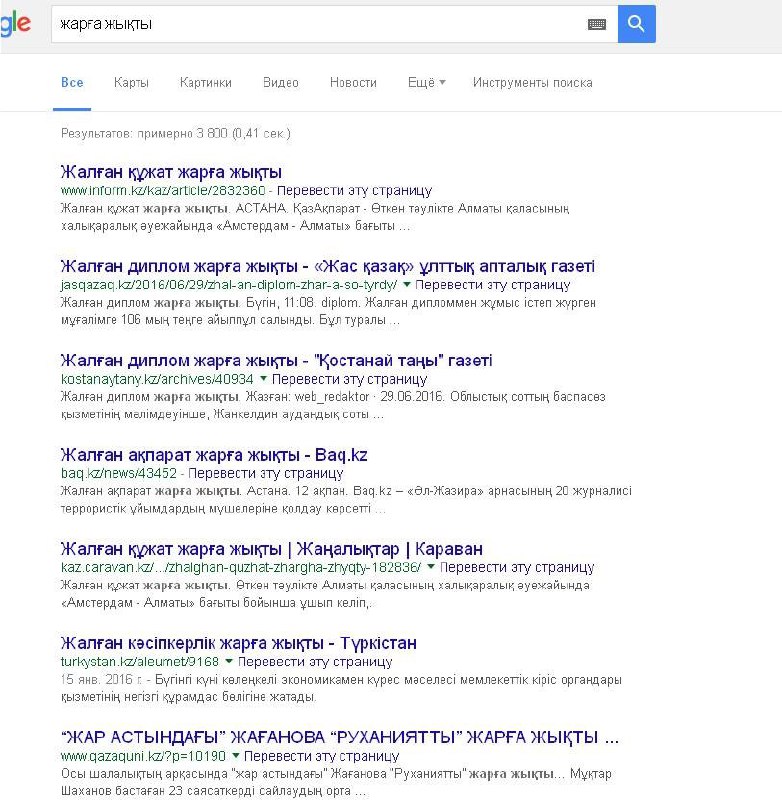 gle
жарға жықты
Все Карты Картинки Видео Новости Ещё Инструменты поиска
Результатов: примерно 3 800 (0,41 сек.)
Жалған құжат жарға жықты
www.inform.kz/kaz/article/2832360 - Перевести эту страницу
Жалған құжат жарға жықты. АСТАНА. ҚазАқпарат - Өткен тәулікте Алматы қаласының
халықаралық әуежайында «Амстердам - Алматы» бағыты ...
Жалған диплом жарға жықты - «Жас қазақ» ұлттық апталық газеті
jasqazaq.kz/2016/06/29/zhal-an-diplom-zhar-a-so-tyrdy/ Перевести эту страницу
Жалған диплом жарға жықты. Бүгін, 11:08. diplom. Жалған дипломмен жұмыс істеп жүрген
мұғалімге 106 мың теңге айыппұл салынды. Бұл туралы ...
Жалған диплом жарға жықты - "Қостанай таңы" газеті
kostanaytany.kz/archives/40934 Перевести эту страницу
Жалған диплом жарға жықты. Жазған: web_redaktor · 29.06.2016. Облыстық соттың баспасөз
қызметінің мәлімдеуінше, Жанкелдин аудандық соты ...
Жалған ақпарат жарға жықты - Baq.kz
baq.kz/news/43452 - Перевести эту страницу
Жалған ақпарат жарға жықты. Астана. 12 ақпан. Baq.kz – «Әл-Жазира» арнасының 20 журналисі
террористік ұйымдардың мүшелеріне қолдау көрсетті ...
Жалған құжат жарға жықты | Жаңалықтар | Караван
kaz.caravan.kz/.../zhalghan-quzhat-zhargha-zhyqty-182836/ Перевести эту страницу
Жалған құжат жарға жықты. Өткен тәулікте Алматы қаласының халықаралық әуежайында
«Амстердам - Алматы» бағыты бойынша ұшып келіп,.
Жалған кәсіпкерлік жарға жықты - Түркістан
turkystan.kz/aleumet/9168 Перевести эту страницу
15 янв. 2016 г. - Бүгінгі күні көлеңкелі экономикамен күрес мәселесі мемлекеттік кіріс органдары
қызметінің негізгі құрамдас бөлігіне жатады.
“ЖАР АСТЫНДАҒЫ” ЖАҒАНОВА “РУХАНИЯТТЫ” ЖАРҒА ЖЫҚТЫ ...
www.qazaquni.kz/?p=10190 Перевести эту страницу
Осы шалалықтың арқасында "жар астындағы" Жағанова "Руханиятты" жарға жықты... Мұқтар
Шаханов бастаған 23 саясаткерді сайлаудың орта ...